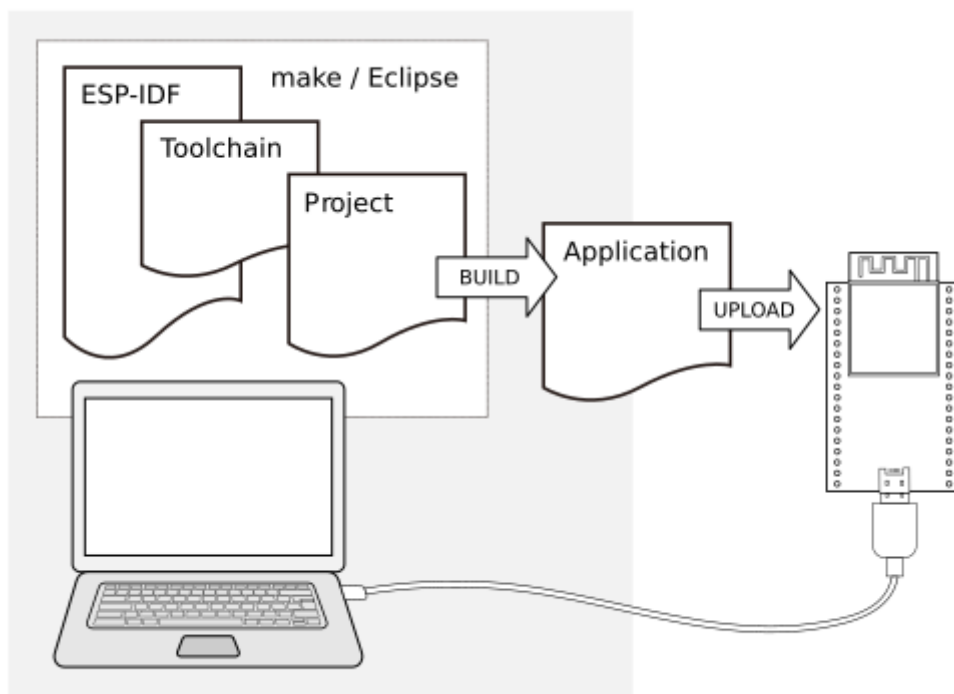 make / Eclipse
ESP-IDF
Toolchain
Project
BUILD
Application
UPLOAD